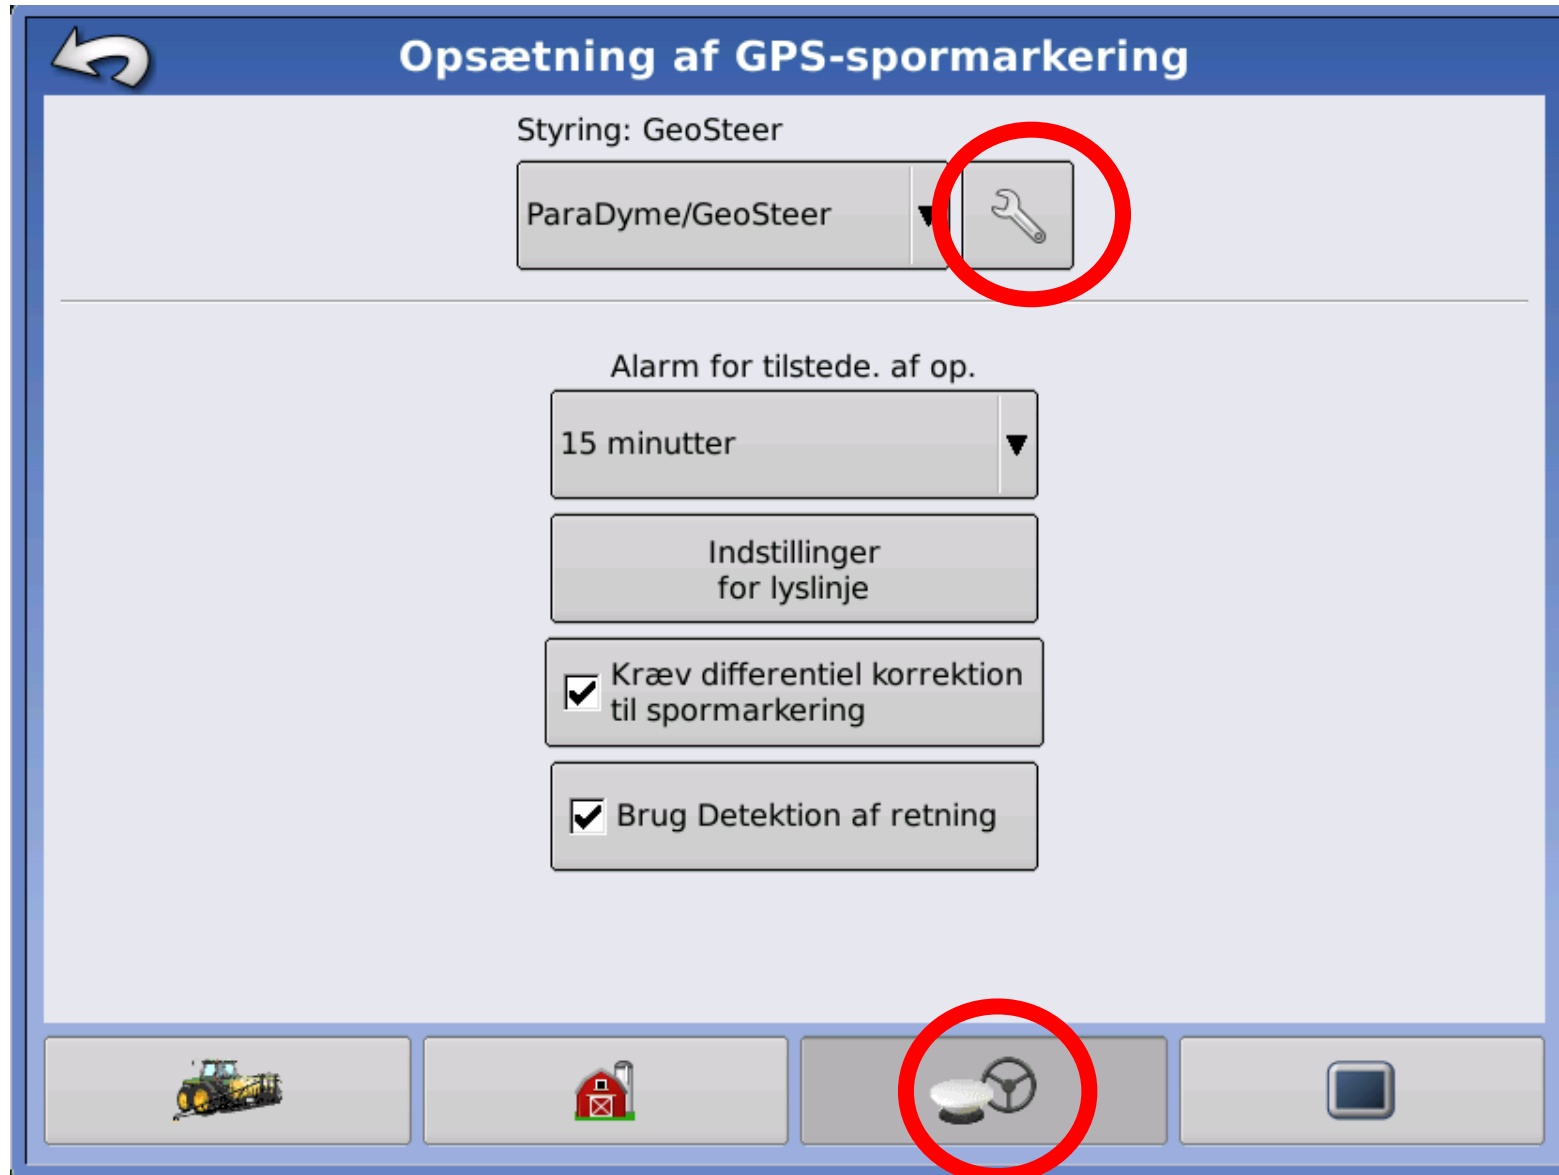 Opsætning af GPS-spormarkering
Styring: GeoSteer
ParaDyme/GeoSteer
Alarm for tilstede. af op.
15 minutter
Indstillinger
for lyslinje
Kræv differentiel korrektion
til spormarkering
Brug Detektion af retning